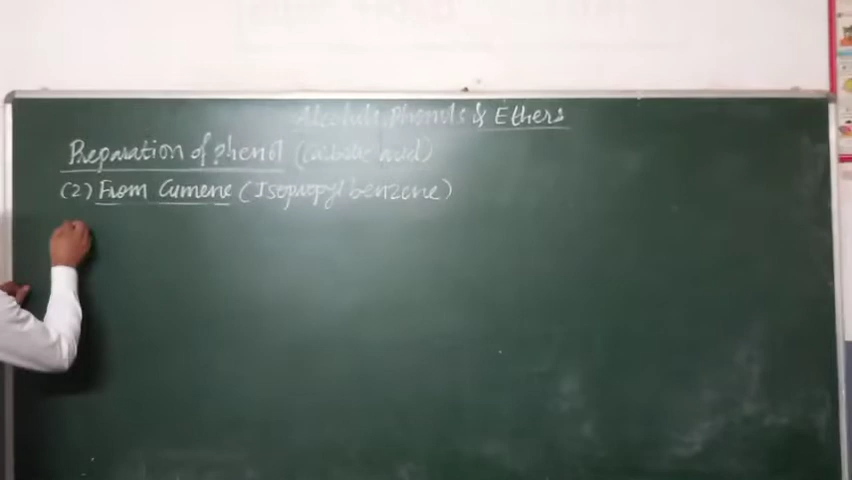 Alcohols, Phenols & Ethers
Preparation of phenol (Carbolic acid)
(2) From Cumene (Isopropyl benzene)